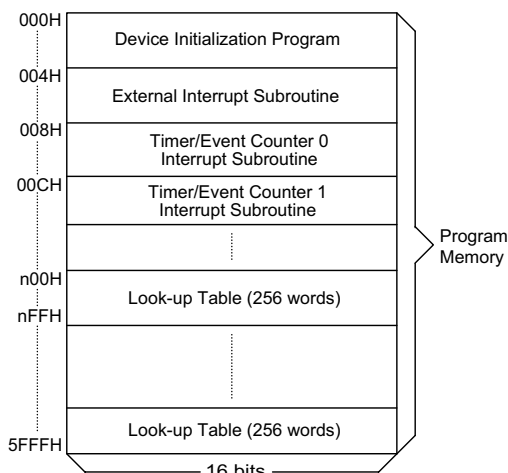 000H
Device Initialization Program
004H
External Interrupt Subroutine
008H
Timer/Event Counter 0
Interrupt Subroutine
00CH
Timer/Event Counter 1
Interrupt Subroutine
Program
Memory
n00H
Look-up Table (256 words)
nFFH
Look-up Table (256 words)
5FFFH
16 bits